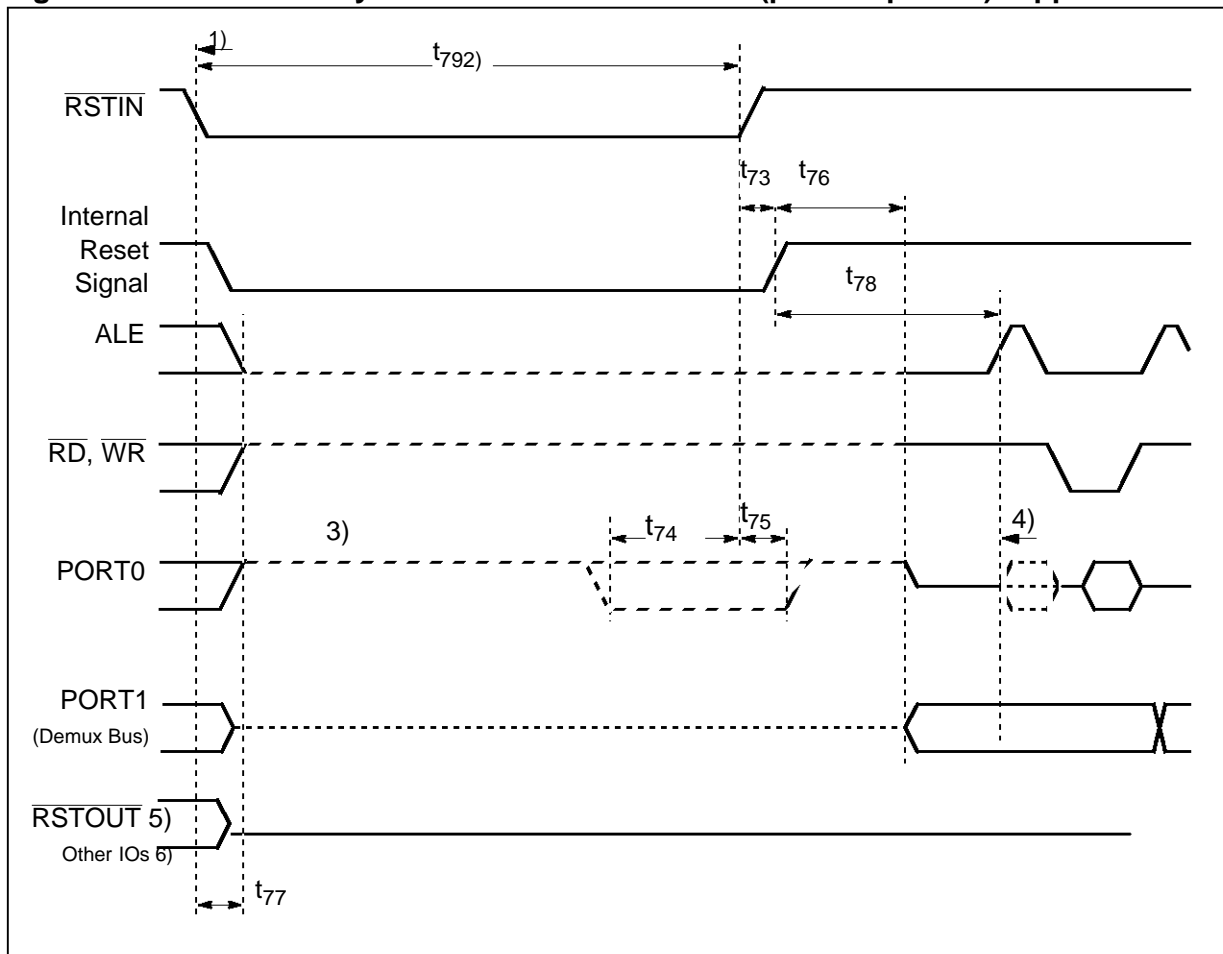 1)
t792)
RSTIN
t73
t76
Internal
Reset
Signal
t78
ALE
RD, WR
3)
t74
t75
4)
PORT0
PORT1
(Demux Bus)
RSTOUT 5)
Other IOs 6)
t77